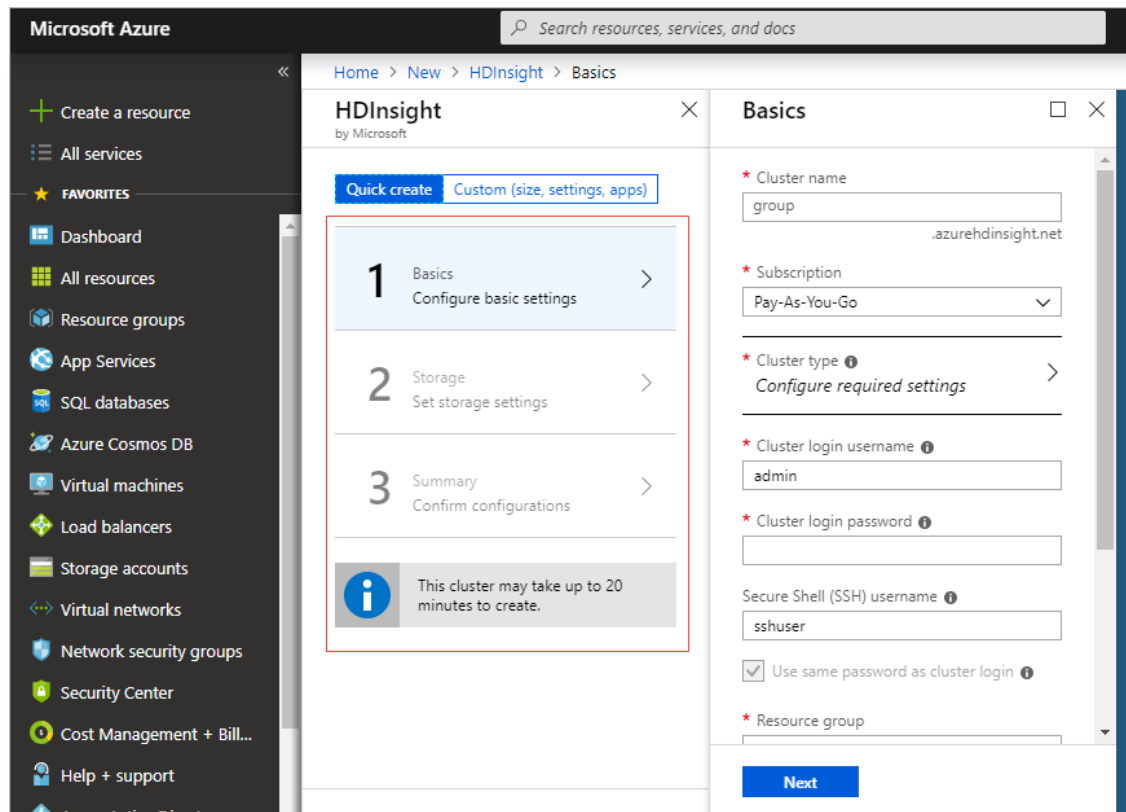 Microsoft Azure
Search resources, services, and docs
«
Create a resource
All services
FAVORITES
Dashboard
All resources
Resource groups
App Services
SQL databases
Azure Cosmos DB
Virtual machines
Load balancers
Storage accounts
Virtual networks
Network security groups
Security Center
Cost Management + Bill...
Help + support
Home > New > HDInsight > Basics
HDInsight
by Microsoft
Quick create Custom (size, settings, apps)
1
Basics
Configure basic settings
2
Storage
Set storage settings
3
Summary
Confirm configurations
This cluster may take up to 20
minutes to create.
Basics
* Cluster name
group
.azurehdinsight.net
* Subscription
Pay-As-You-Go
* Cluster type
Configure required settings
* Cluster login username
admin
* Cluster login password
Secure Shell (SSH) username
sshuser
Use same password as cluster login
* Resource group
Next